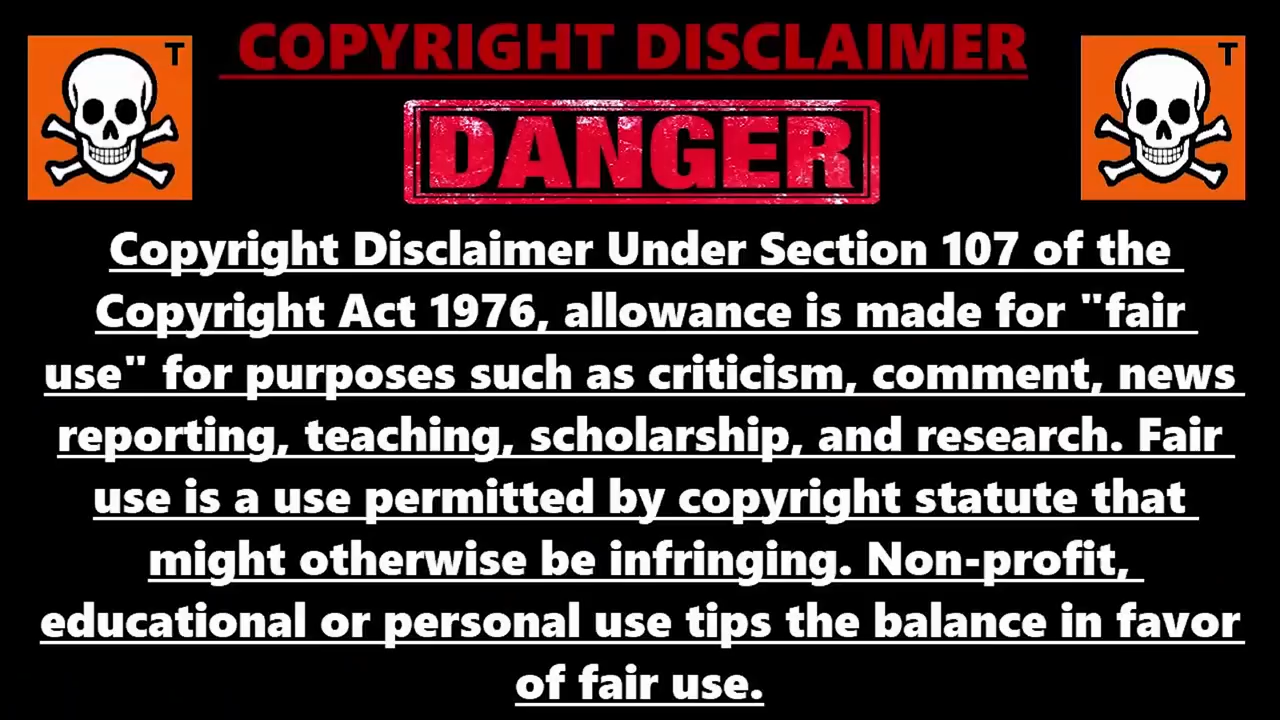 T COPYRIGHT DISCLAIMER T
DANGER
Copyright Disclaimer Under Section 107 of the
Copyright Act 1976, allowance is made for "fair
use" for purposes such as criticism, comment, news
reporting, teaching, scholarship, and research. Fair
use is a use permitted by copyright statute that
might otherwise be infringing. Non-profit,
educational or personal use tips the balance in favor
of fair use.